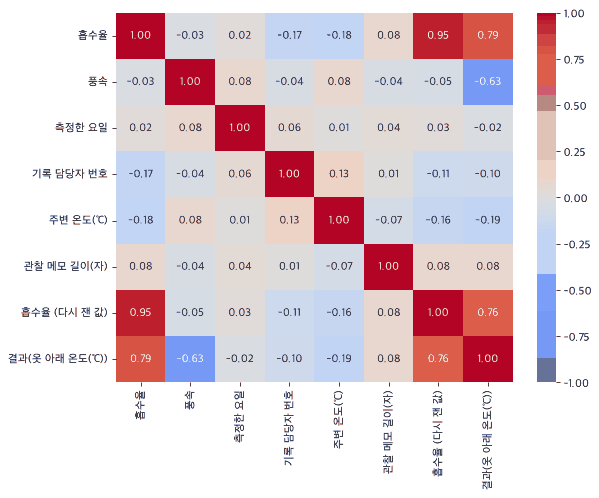 흡수율 1.00 −0.03 0.02 −0.17 −0.18 0.08 0.95 0.79
풍속 −0.03 1.00 0.08 −0.04 0.08 −0.04 −0.05 −0.63
측정한 요일 0.02 0.08 1.00 0.06 0.01 0.04 0.03 −0.02
기록 담당자 번호 −0.17 −0.04 0.06 1.00 0.13 0.01 −0.11 −0.10
주변 온도(℃) −0.18 0.08 0.01 0.13 1.00 −0.07 −0.16 −0.19
관찰 메모 길이(자) 0.08 −0.04 0.04 0.01 −0.07 1.00 0.08 0.08
흡수율 (다시 잰 값) 0.95 −0.05 0.03 −0.11 −0.16 0.08 1.00 0.76
결과(옷 아래 온도(℃)) 0.79 −0.63 −0.02 −0.10 −0.19 0.08 0.76 1.00
흡수율
풍속
측정한 요일
기록 담당자 번호
주변 온도(℃)
관찰 메모 길이(자)
흡수율 (다시 잰 값)
결과(옷 아래 온도(℃))
1.00
0.75
0.50
0.25
0.00
−0.25
−0.50
−0.75
−1.00